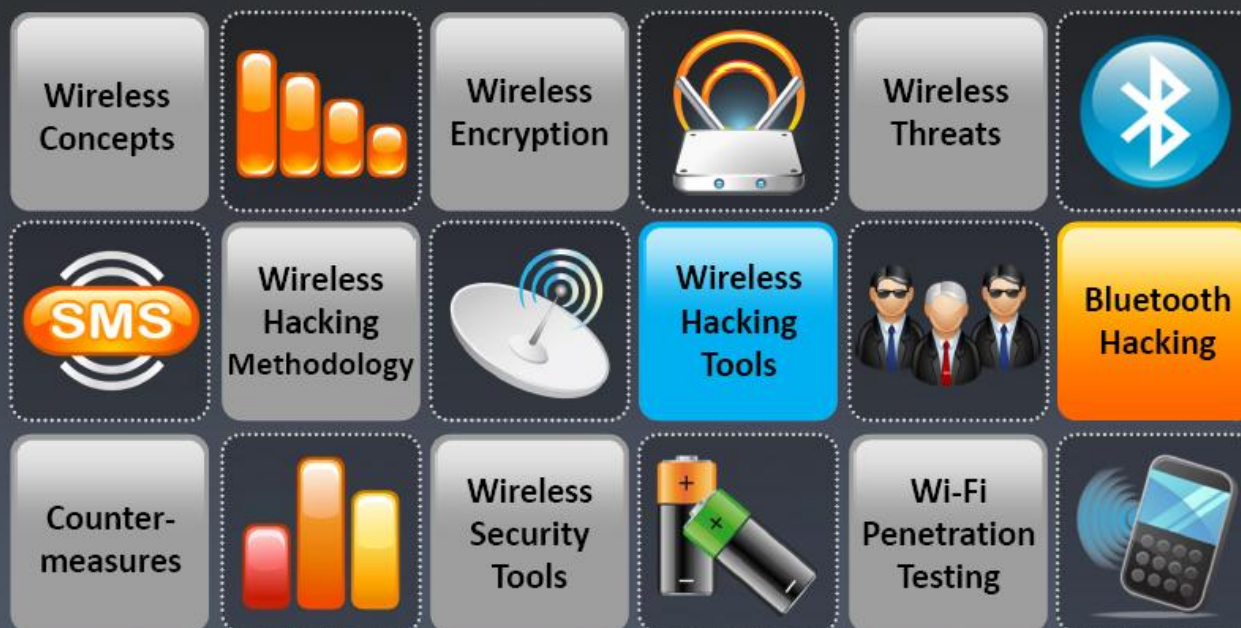 Wireless
Concepts
Wireless
Encryption
Wireless
Threats
SMS
Wireless
Hacking
Methodology
Wireless
Hacking
Tools
Bluetooth
Hacking
Counter-
measures
Wireless
Security
Tools
+
-
+
-
Wi-Fi
Penetration
Testing